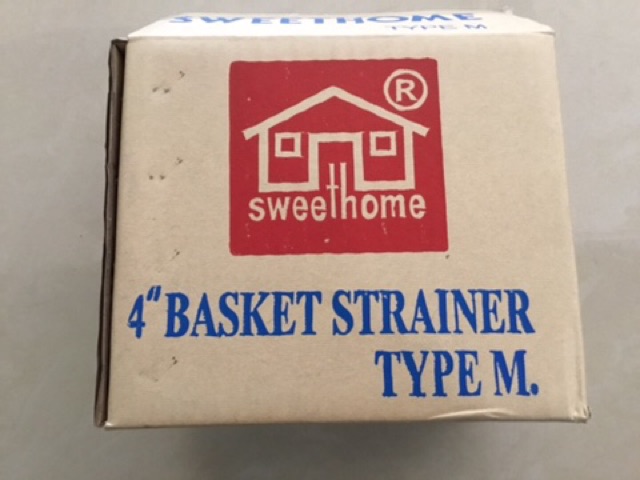 SWEETHOME
TYPE M
®
sweethome
4" BASKET STRAINER
TYPE M.